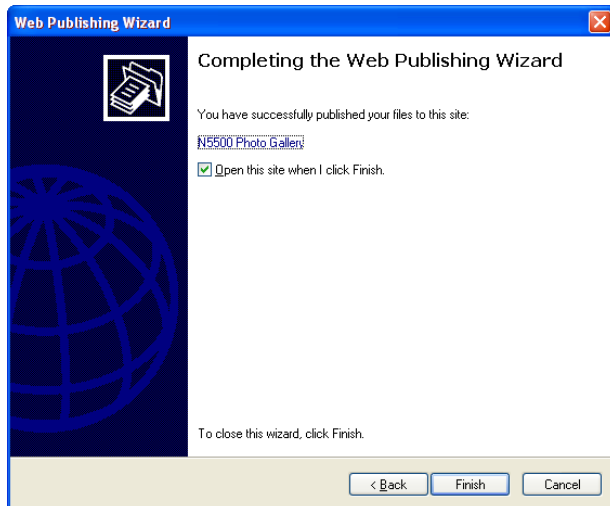 Web Publishing Wizard
Completing the Web Publishing Wizard
You have successfully published your files to this site:
N5500 Photo Gallery
Open this site when I click Finish.
To close this wizard, click Finish.
< Back
Finish
Cancel